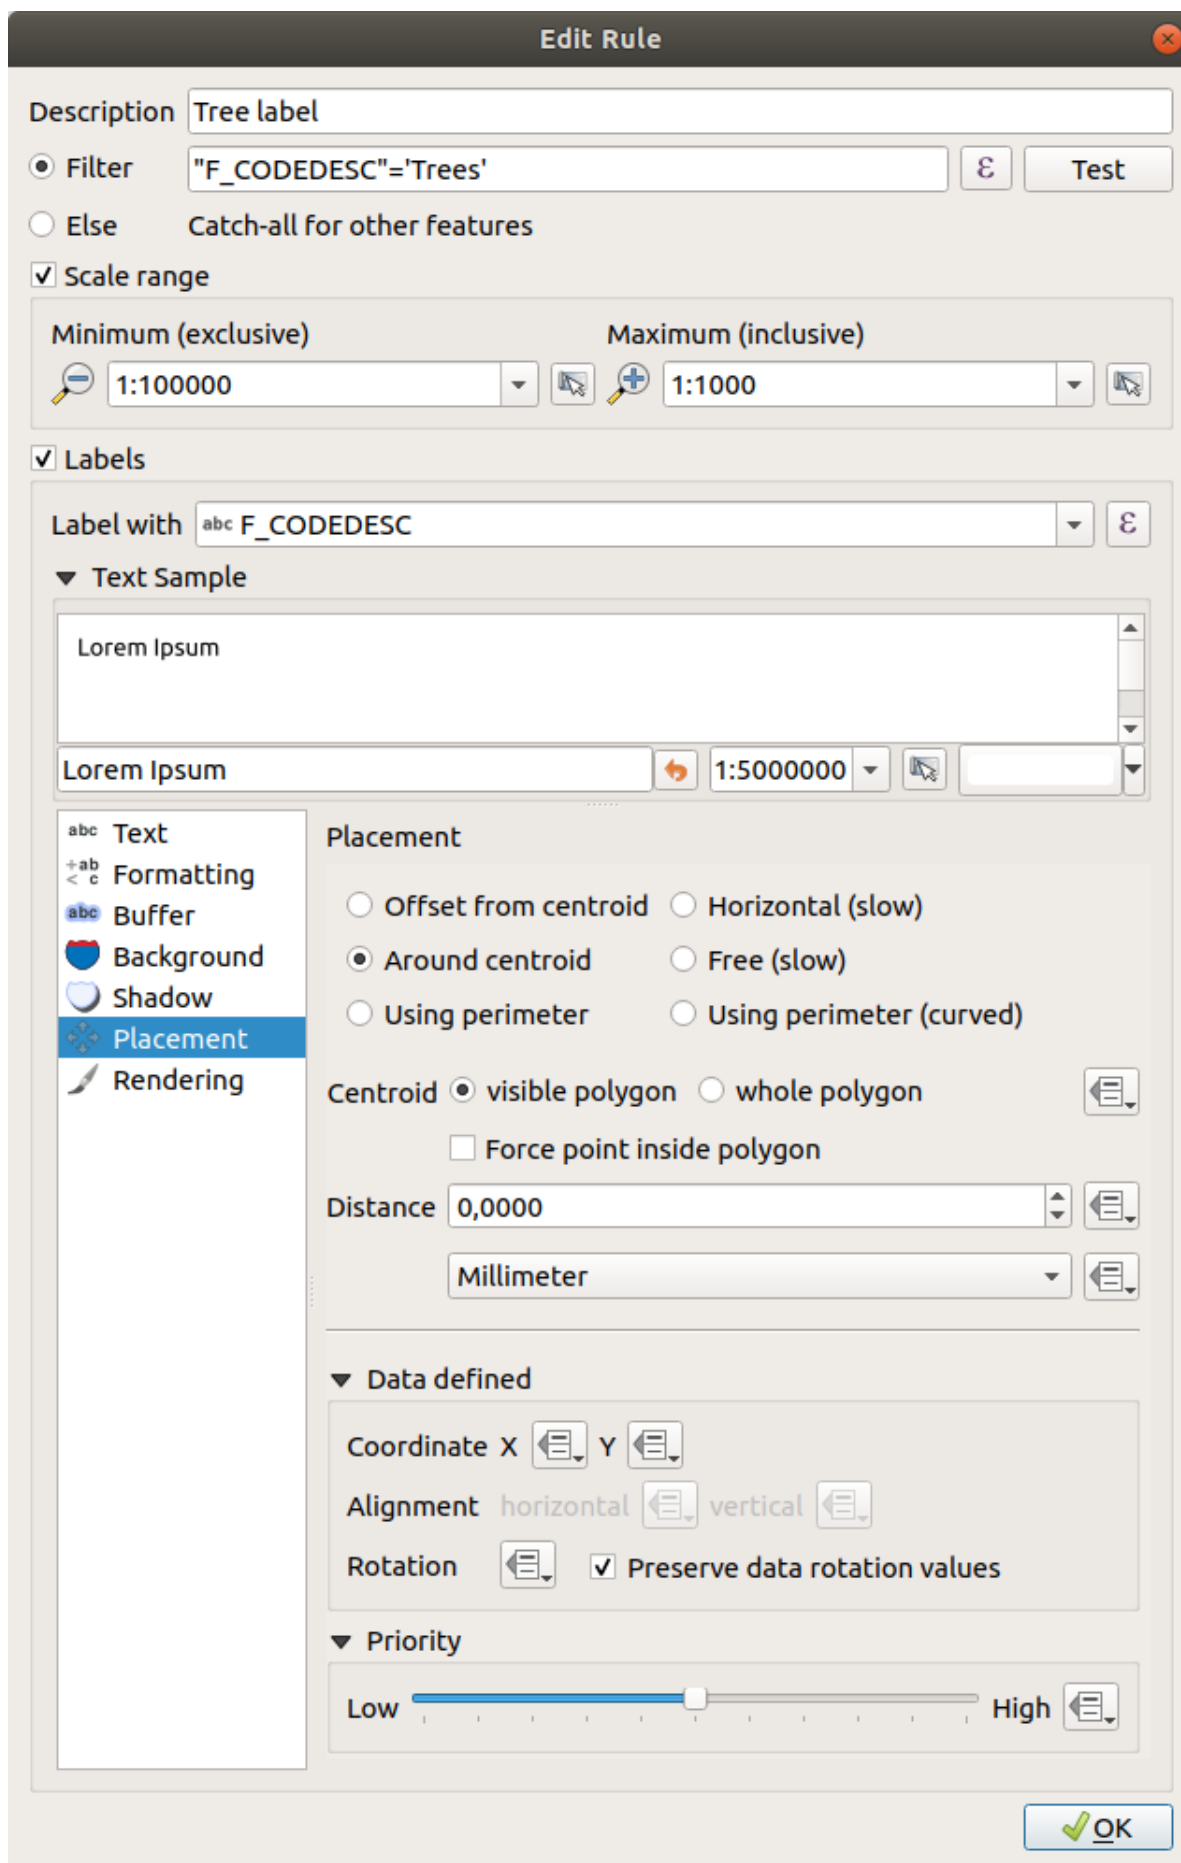 Edit Rule
Description Tree label
Filter "F_CODEDESC"='Trees' ε Test
Else Catch-all for other features
Scale range
Minimum (exclusive) Maximum (inclusive)
1:100000 1:1000
Labels
Label with abc F_CODEDESC ε
Text Sample
Lorem Ipsum
Lorem Ipsum 1:5000000
abc Text
+ab < c Formatting
abc Buffer
Background
Shadow
Placement
Rendering
Placement
Offset from centroid Horizontal (slow)
Around centroid Free (slow)
Using perimeter Using perimeter (curved)
Centroid visible polygon whole polygon
Force point inside polygon
Distance 0,0000
Millimeter
Data defined
Coordinate X Y
Alignment horizontal vertical
Rotation Preserve data rotation values
Priority
Low High
OK